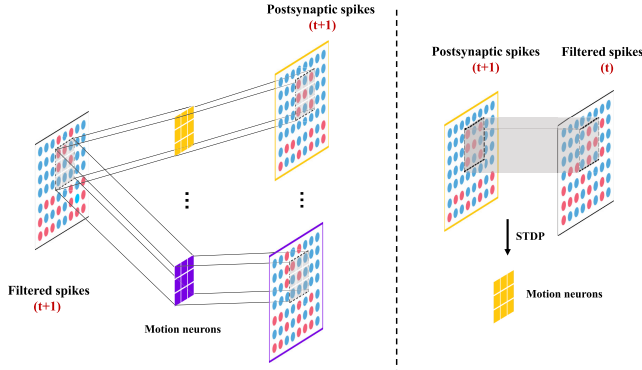 Postsynaptic spikes
(t+1)
Filtered spikes
(t+1)
Motion neurons
Postsynaptic spikes
(t+1)
Filtered spikes
(t)
STDP
Motion neurons